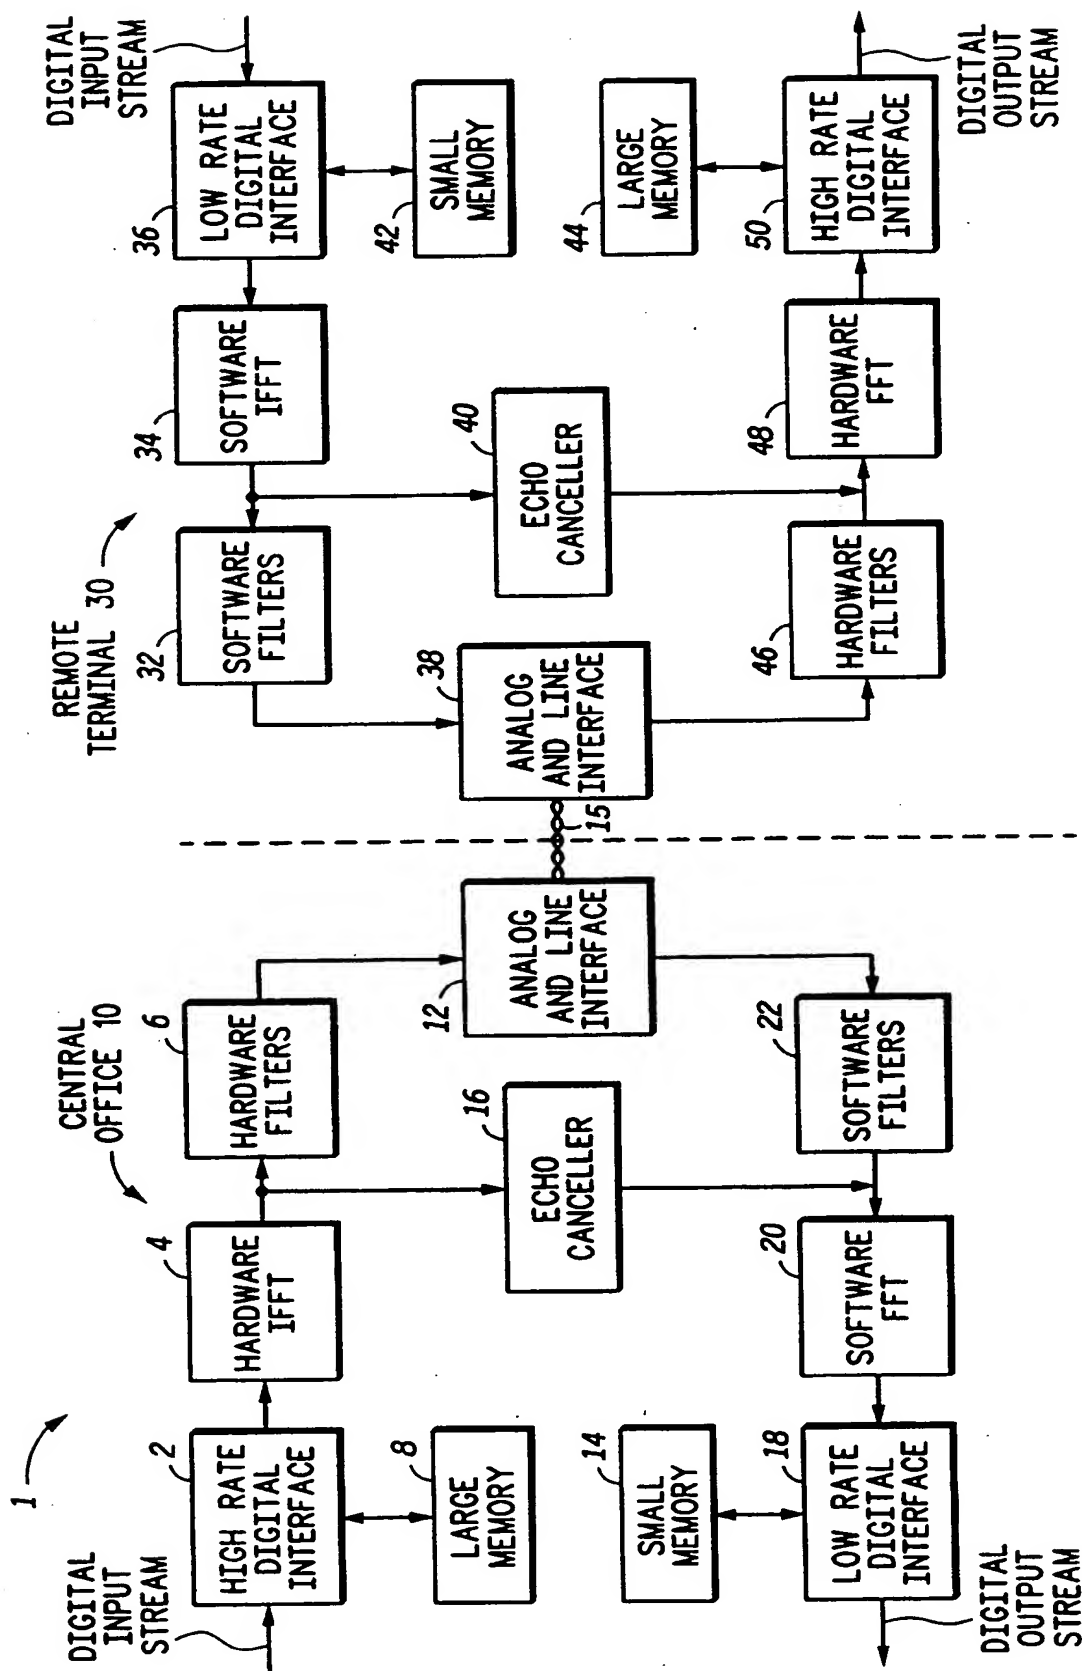 1
CENTRAL
OFFICE 10
REMOTE
TERMINAL 30
DIGITAL
INPUT
STREAM
2
HIGH RATE
DIGITAL
INTERFACE
4
HARDWARE
IFFT
6
HARDWARE
FILTERS
8
LARGE
MEMORY
16
ECHO
CANCELLER
12
ANALOG
AND LINE
INTERFACE
15
14
SMALL
MEMORY
18
LOW RATE
DIGITAL
INTERFACE
20
SOFTWARE
FFT
22
SOFTWARE
FILTERS
DIGITAL
OUTPUT
STREAM
32
SOFTWARE
FILTERS
34
SOFTWARE
IFFT
36
LOW RATE
DIGITAL
INTERFACE
DIGITAL
INPUT
STREAM
38
ANALOG
AND LINE
INTERFACE
40
ECHO
CANCELLER
42
SMALL
MEMORY
44
LARGE
MEMORY
46
HARDWARE
FILTERS
48
HARDWARE
FFT
50
HIGH RATE
DIGITAL
INTERFACE
DIGITAL
OUTPUT
STREAM